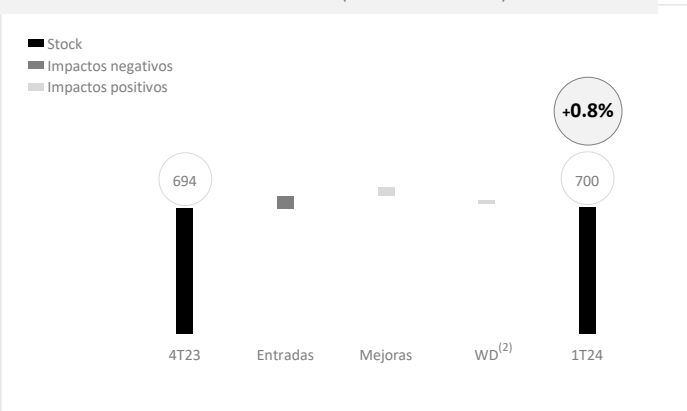 Stock
Impactos negativos
Impactos positivos
+0.8%
694
700
4T23 Entradas Mejoras WD(2) 1T24